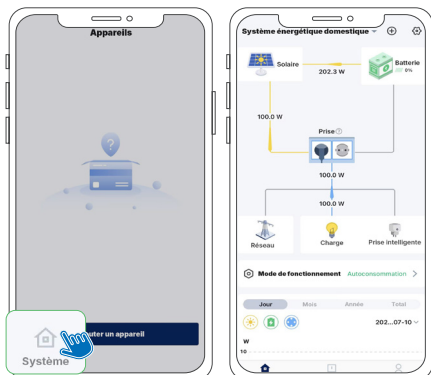 Appareils
uter un appareil
Système
Système énergétique domestique
Solaire
202.3 W
Batterie
6%
100.0 W
Prise
100.0 W
100.0 W
Réseau
Charge
Prise intelligente
Mode de fonctionnement Autoconsommation >
Jour Mois Année Total
202...07-10
W
10